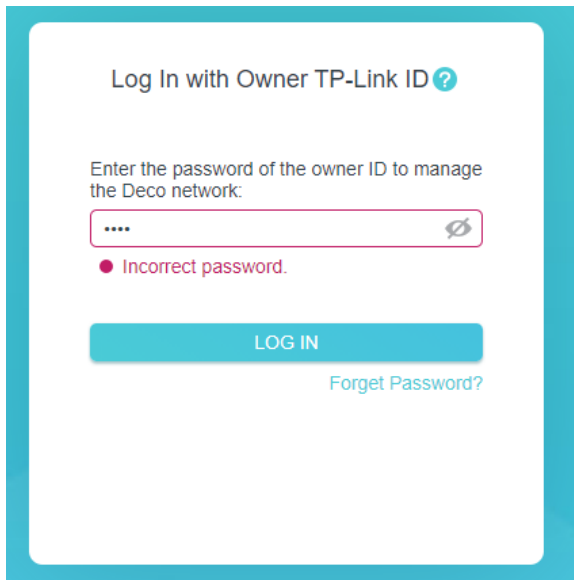 Log In with Owner TP-Link ID?
Enter the password of the owner ID to manage
the Deco network:
••••
Incorrect password.
LOG IN
Forget Password?